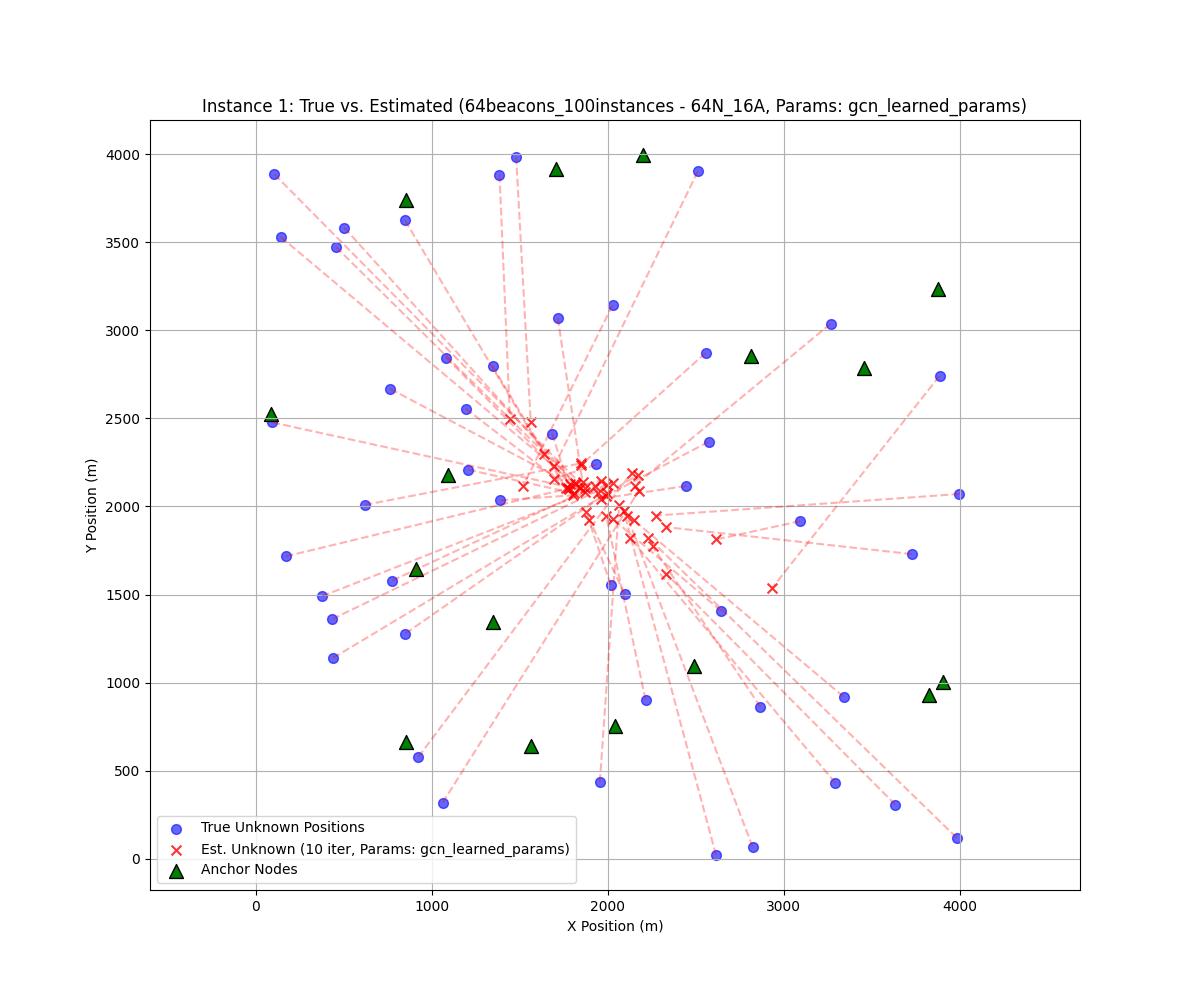 Instance 1: True vs. Estimated (64beacons_100instances - 64N_16A, Params: gcn_learned_params)
Y Position (m)
4000
3500
3000
2500
2000
1500
1000
500
0
True Unknown Positions
Est. Unknown (10 iter, Params: gcn_learned_params)
Anchor Nodes
0 1000 2000 3000 4000
X Position (m)